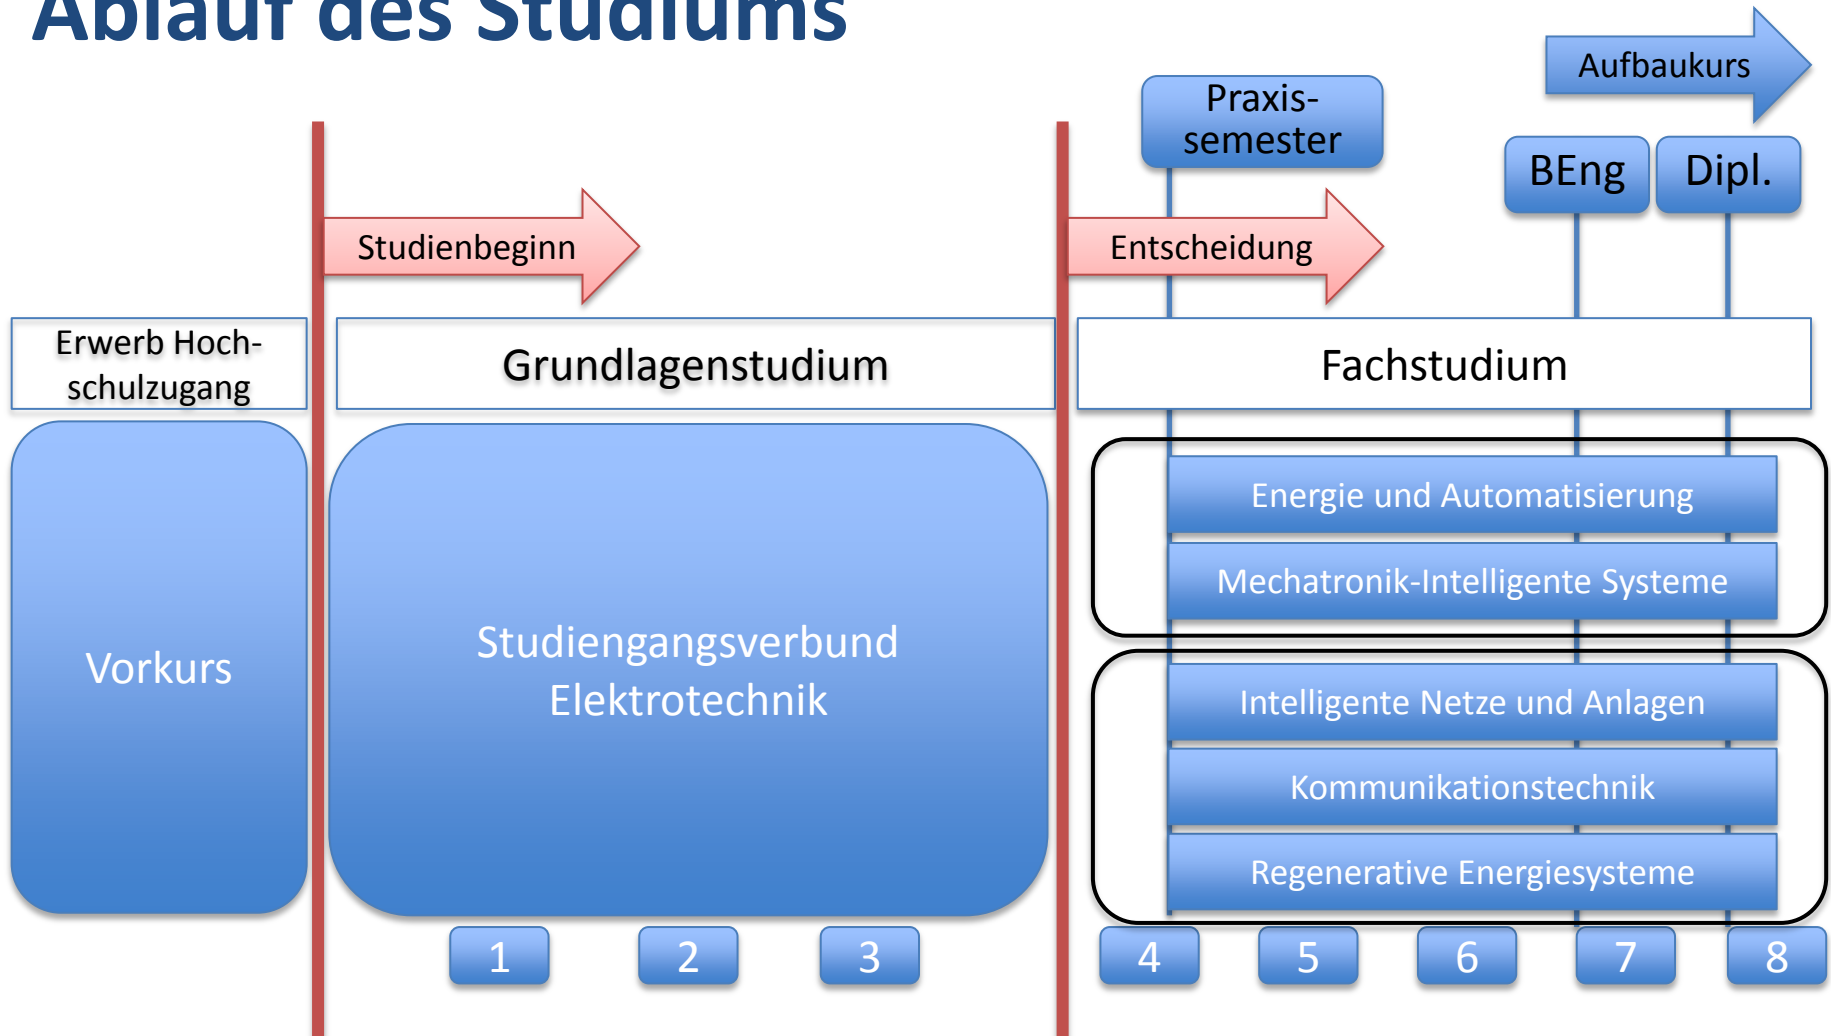 Ablauf des Studiums
Aufbaukurs
Praxis-
semester
BEng
Dipl.
Studienbeginn
Entscheidung
Erwerb Hoch-
schulzugang
Grundlagenstudium
Fachstudium
Vorkurs
Studiengangsverbund
Elektrotechnik
Energie und Automatisierung
Mechatronik-Intelligente Systeme
Intelligente Netze und Anlagen
Kommunikationstechnik
Regenerative Energiesysteme
1
2
3
4
5
6
7
8